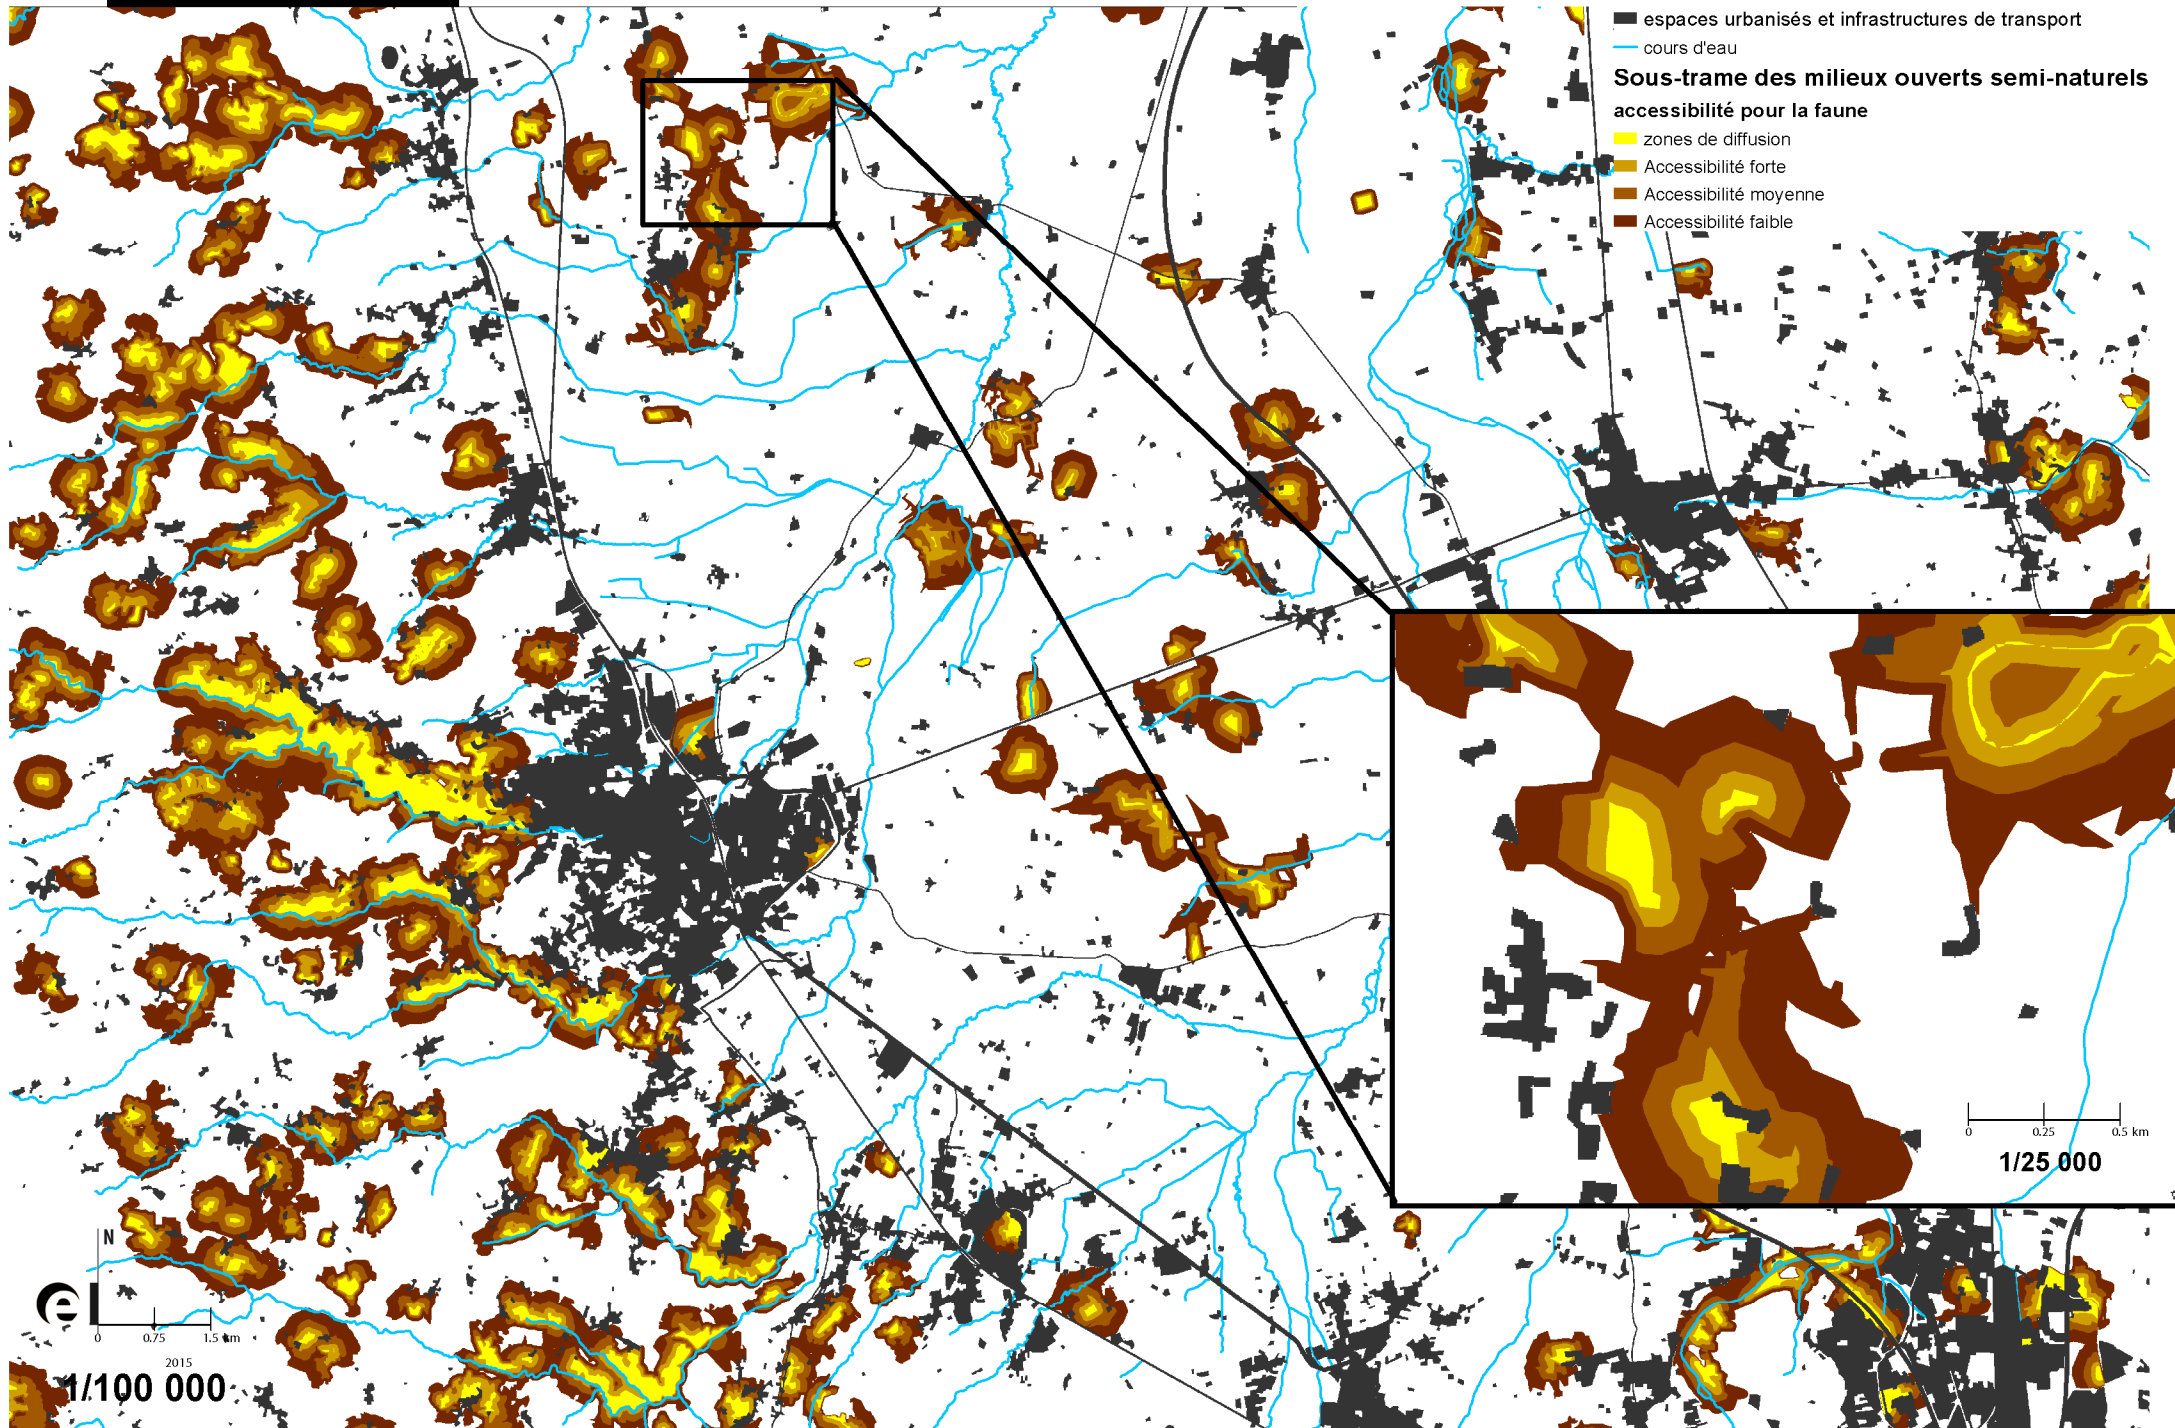 espaces urbanisés et infrastructures de transport
cours d'eau
Sous-trame des milieux ouverts semi-naturels
accessibilité pour la faune
zones de diffusion
Accessibilité forte
Accessibilité moyenne
Accessibilité faible
0 0.25 0.5 km
1/25 000
N
e
0 0.75 1.5 km
2015
1/100 000